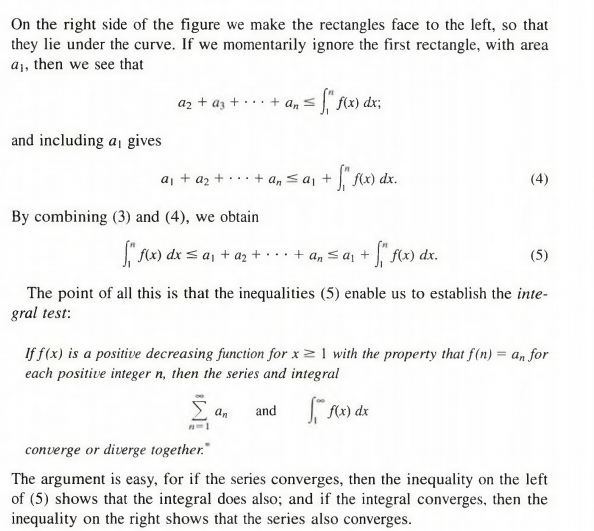 On the right side of the figure we make the rectangles face to the left, so that
they lie under the curve. If we momentarily ignore the first rectangle, with area
a₁, then we see that
a₂ + a₃ + · · · + aₙ ≤ ∫₁ⁿ f(x) dx;
and including a₁ gives
a₁ + a₂ + · · · + aₙ ≤ a₁ + ∫₁ⁿ f(x) dx. (4)
By combining (3) and (4), we obtain
∫₁ⁿ f(x) dx ≤ a₁ + a₂ + · · · + aₙ ≤ a₁ + ∫₁ⁿ f(x) dx. (5)
The point of all this is that the inequalities (5) enable us to establish the inte-
gral test:
If f(x) is a positive decreasing function for x ≥ 1 with the property that f(n) = aₙ for
each positive integer n, then the series and integral
∑ₙ₌₁^∞ aₙ and ∫₁^∞ f(x) dx
converge or diverge together.*
The argument is easy, for if the series converges, then the inequality on the left
of (5) shows that the integral does also; and if the integral converges, then the
inequality on the right shows that the series also converges.